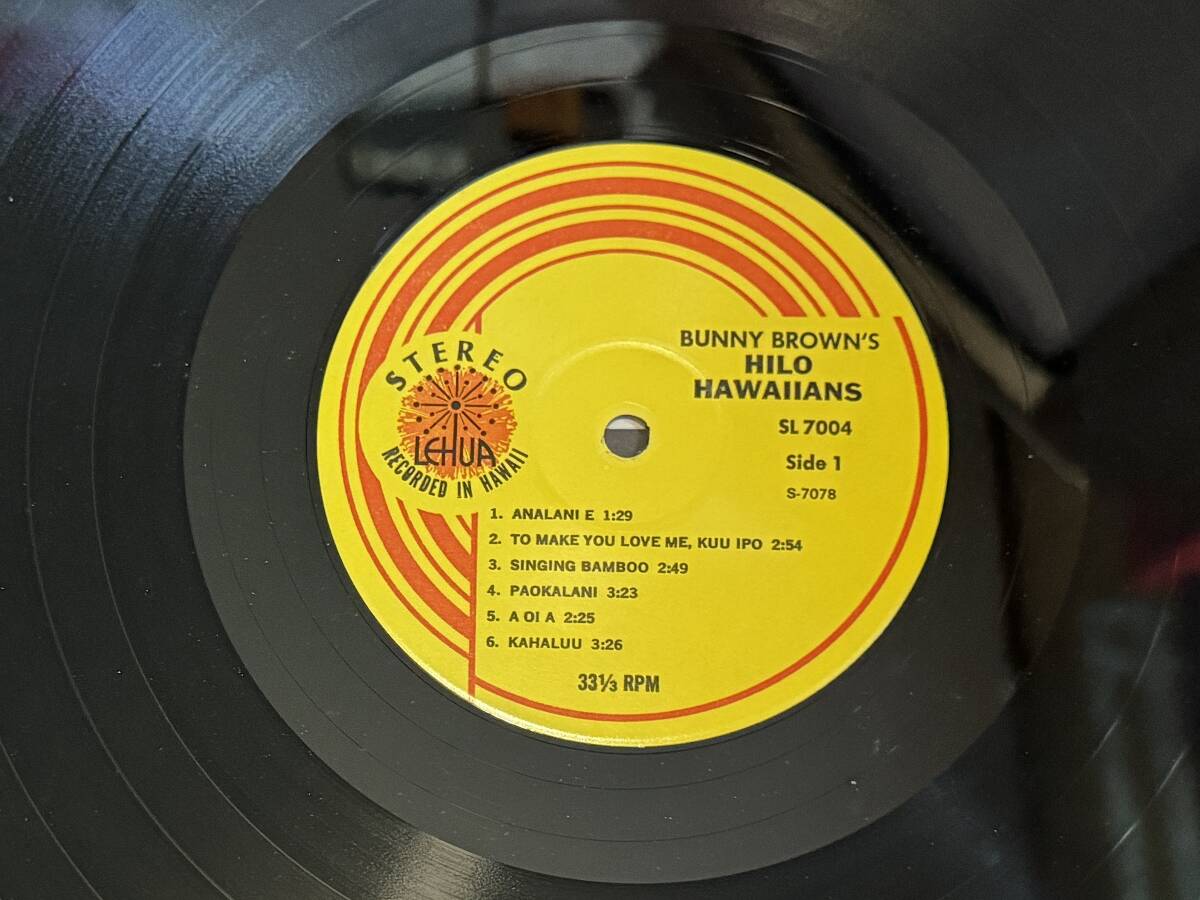 STEREO
LEHUA
RECORDED IN HAWAII
BUNNY BROWN'S
HILO
HAWAIIANS
SL 7004
Side 1
S-7078
1. ANALANI E 1:29
2. TO MAKE YOU LOVE ME, KUU IPO 2:54
3. SINGING BAMBOO 2:49
4. PAOKALANI 3:23
5. A OI A 2:25
6. KAHALUU 3:26
33⅓ RPM